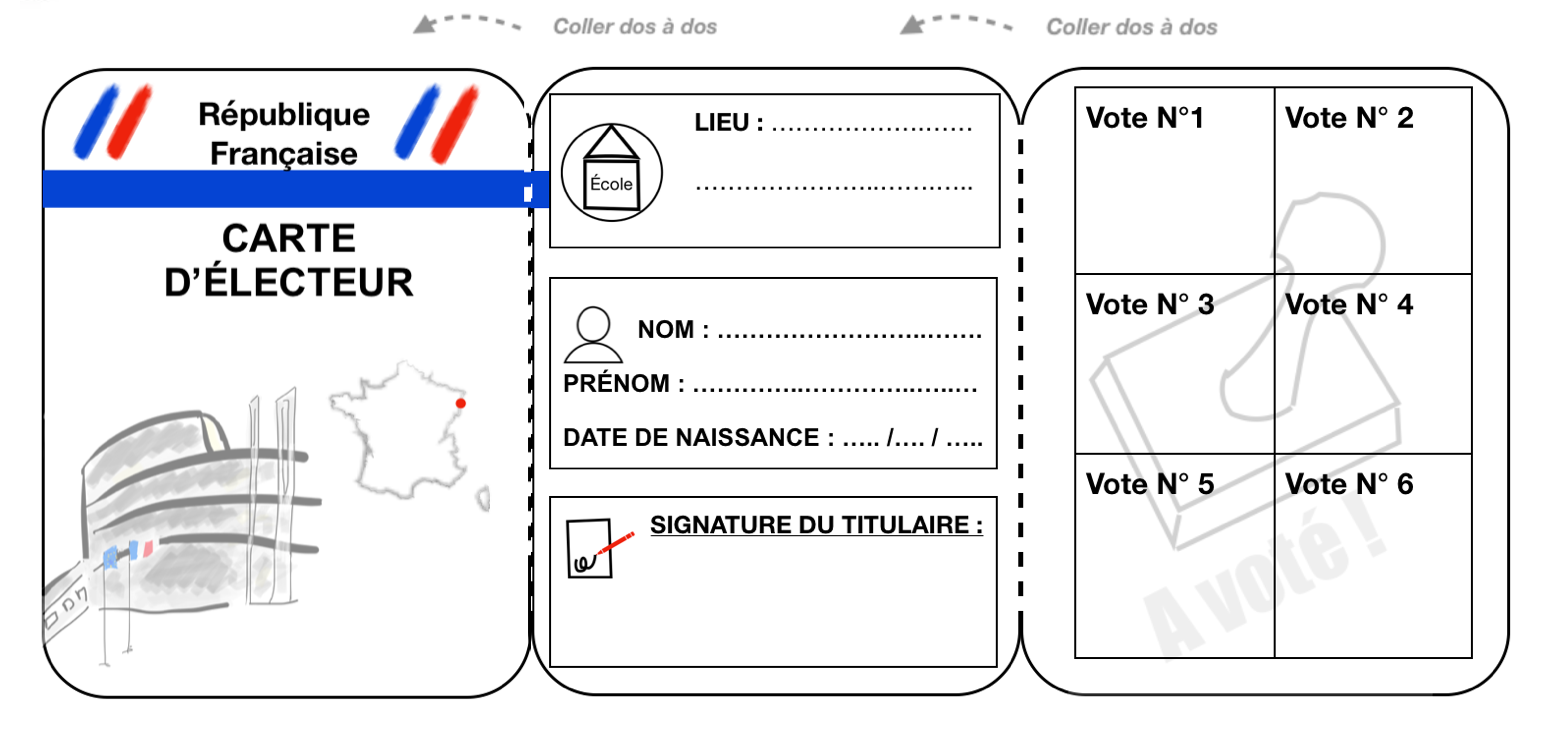 Coller dos à dos
Coller dos à dos
République
Française
CARTE
D'ÉLECTEUR
École
LIEU : ………………….……
…………………..……….…..
NOM : ……………………..…….
PRÉNOM : …………..…………..…..…
DATE DE NAISSANCE : ….. /…. / …..
SIGNATURE DU TITULAIRE :
Vote N°1
Vote N° 2
Vote N° 3
Vote N° 4
Vote N° 5
Vote N° 6
A voté !